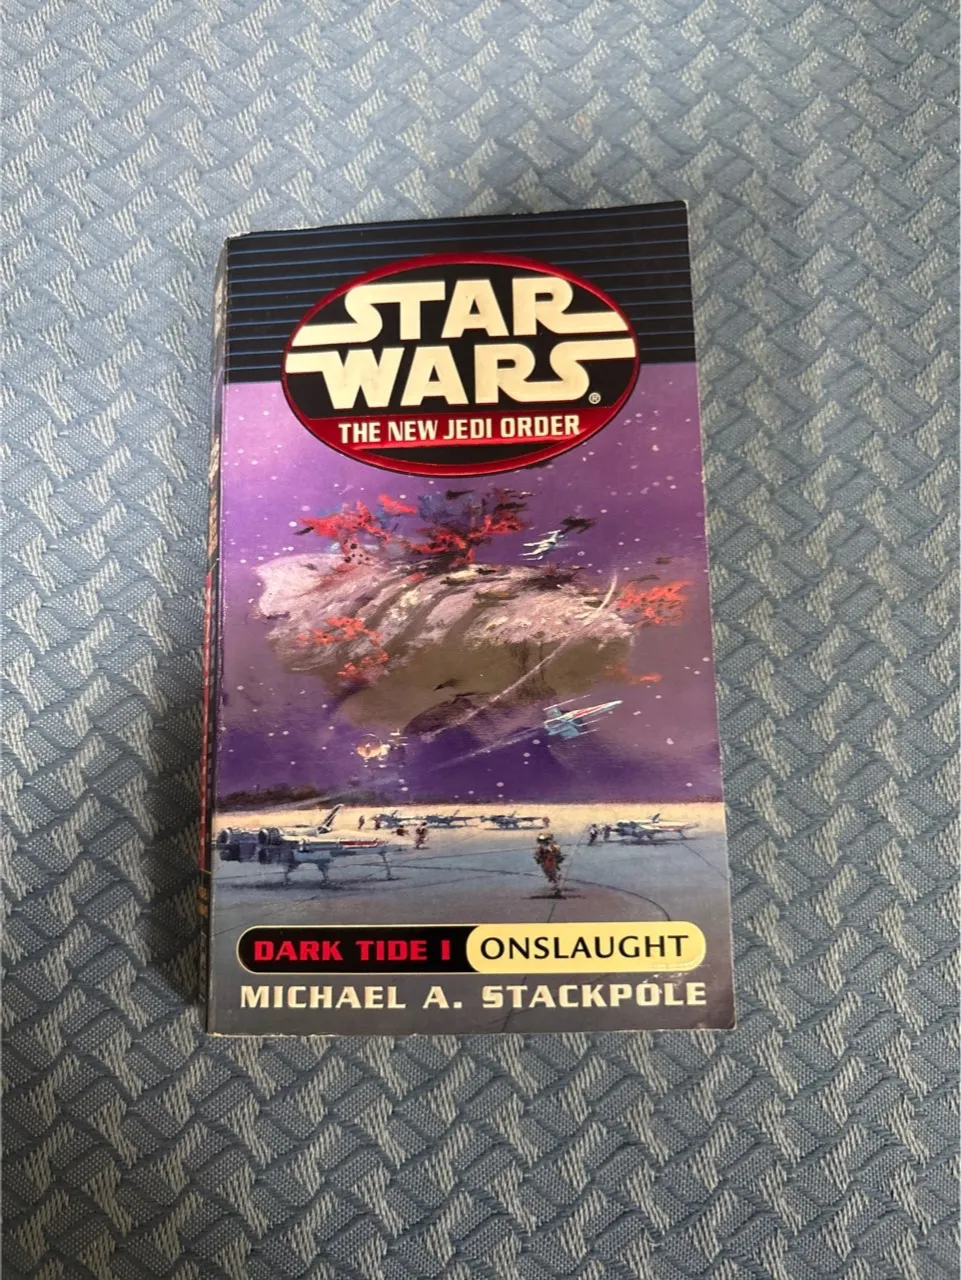 STAR
WARS®
THE NEW JEDI ORDER
DARK TIDE I ONSLAUGHT
MICHAEL A. STACKPOLE